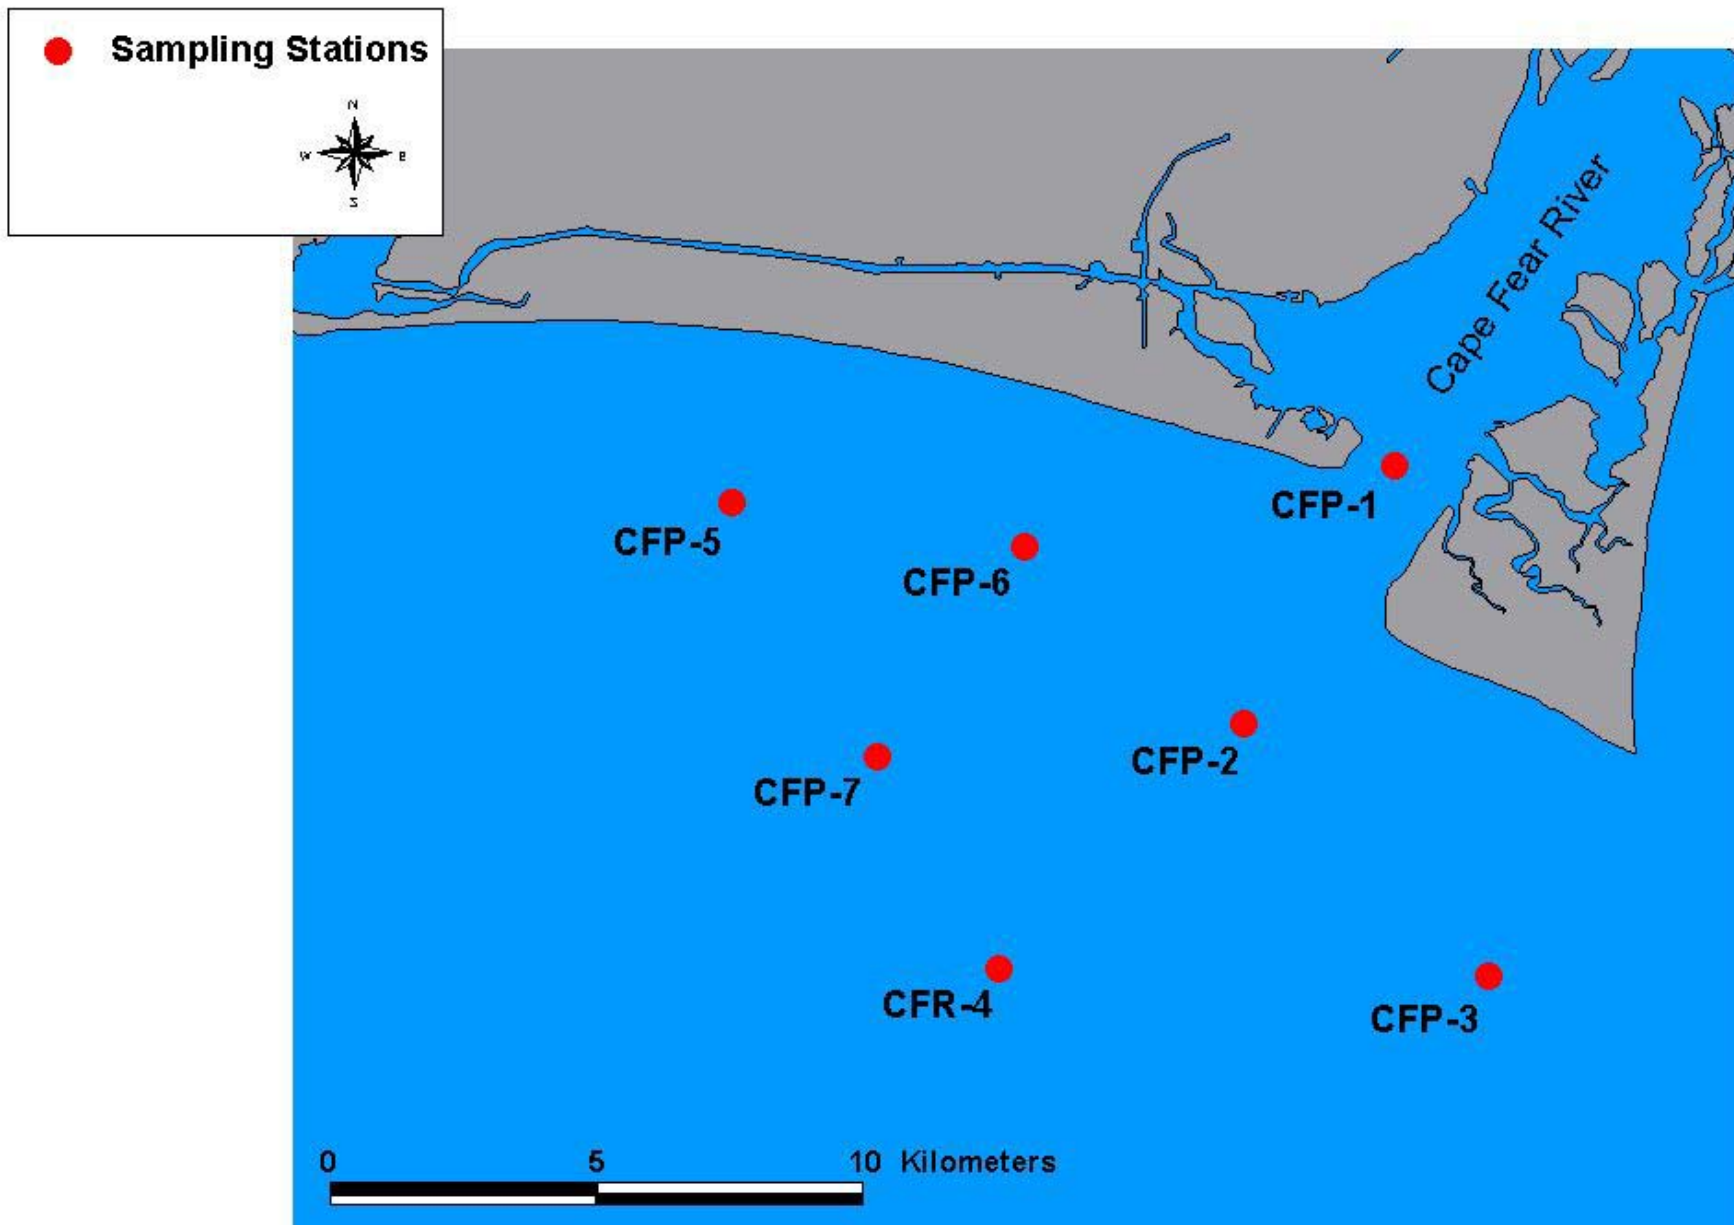 Sampling Stations
N
W E
S
Cape Fear River
CFP-1
CFP-5
CFP-6
CFP-2
CFP-7
CFR-4
CFP-3
0 5 10 Kilometers